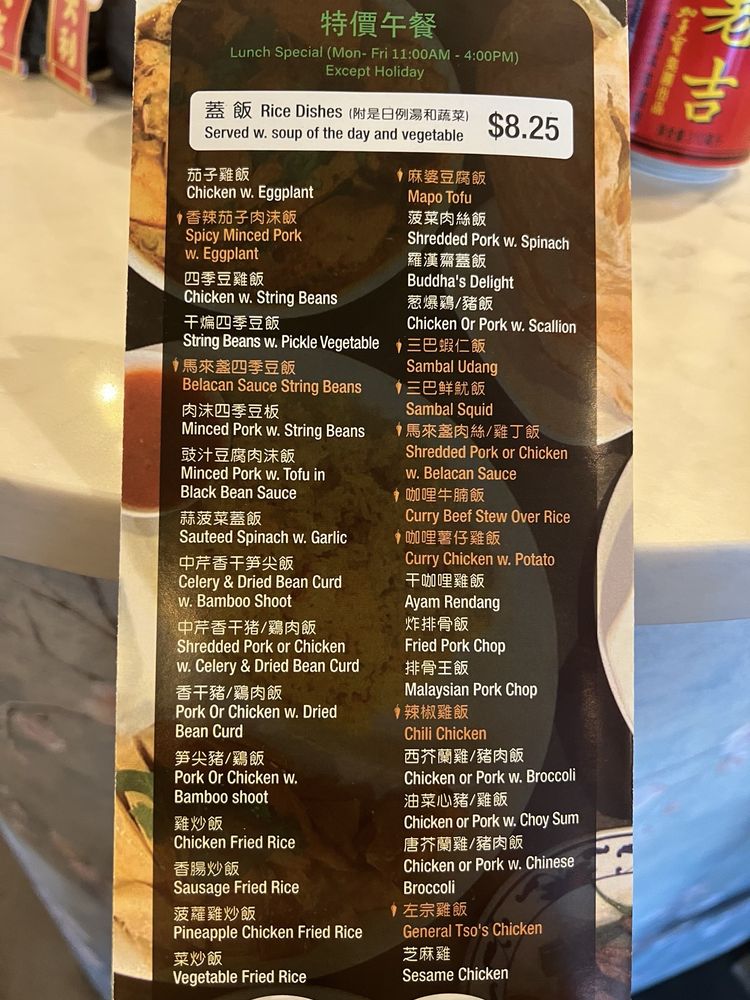 特價午餐
Lunch Special (Mon- Fri 11:00AM - 4:00PM)
Except Holiday
蓋 飯 Rice Dishes (附是日例湯和蔬菜)
Served w. soup of the day and vegetable
$8.25
茄子雞飯
Chicken w. Eggplant
香辣茄子肉沫飯
Spicy Minced Pork
w. Eggplant
四季豆雞飯
Chicken w. String Beans
干煸四季豆飯
String Beans w. Pickle Vegetable
馬來盞四季豆飯
Belacan Sauce String Beans
肉沫四季豆板
Minced Pork w. String Beans
豉汁豆腐肉沫飯
Minced Pork w. Tofu in
Black Bean Sauce
蒜菠菜蓋飯
Sauteed Spinach w. Garlic
中芹香干笋尖飯
Celery & Dried Bean Curd
w. Bamboo Shoot
中芹香干猪/鷄肉飯
Shredded Pork or Chicken
w. Celery & Dried Bean Curd
香干豬/鷄肉飯
Pork Or Chicken w. Dried
Bean Curd
笋尖豬/鷄飯
Pork Or Chicken w.
Bamboo shoot
雞炒飯
Chicken Fried Rice
香腸炒飯
Sausage Fried Rice
菠蘿雞炒飯
Pineapple Chicken Fried Rice
菜炒飯
Vegetable Fried Rice
麻婆豆腐飯
Mapo Tofu
菠菜肉絲飯
Shredded Pork w. Spinach
羅漢齋蓋飯
Buddha's Delight
葱爆鷄/豬飯
Chicken Or Pork w. Scallion
三巴蝦仁飯
Sambal Udang
三巴鮮魷飯
Sambal Squid
馬來盞肉絲/雞丁飯
Shredded Pork or Chicken
w. Belacan Sauce
咖哩牛腩飯
Curry Beef Stew Over Rice
咖哩薯仔雞飯
Curry Chicken w. Potato
干咖哩雞飯
Ayam Rendang
炸排骨飯
Fried Pork Chop
排骨王飯
Malaysian Pork Chop
辣椒雞飯
Chili Chicken
西芥蘭雞/豬肉飯
Chicken or Pork w. Broccoli
油菜心豬/雞飯
Chicken or Pork w. Choy Sum
唐芥蘭雞/豬肉飯
Chicken or Pork w. Chinese
Broccoli
左宗雞飯
General Tso's Chicken
芝麻雞
Sesame Chicken
老吉